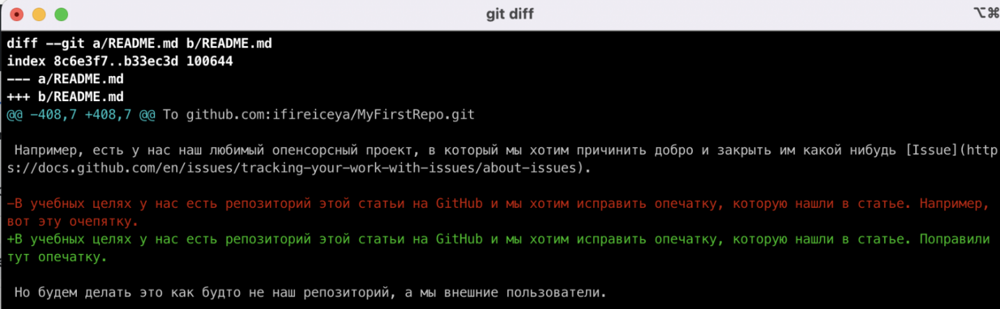 git diff
⌥⌘
diff --git a/README.md b/README.md
index 8c6e3f7..b33ec3d 100644
--- a/README.md
+++ b/README.md
@@ -408,7 +408,7 @@ To github.com:ifireiceya/MyFirstRepo.git
Например, есть у нас наш любимый опенсорсный проект, в который мы хотим причинить добро и закрыть им какой нибудь [Issue](http
s://docs.github.com/en/issues/tracking-your-work-with-issues/about-issues).
-В учебных целях у нас есть репозиторий этой статьи на GitHub и мы хотим исправить опечатку, которую нашли в статье. Например,
вот эту очепятку.
+В учебных целях у нас есть репозиторий этой статьи на GitHub и мы хотим исправить опечатку, которую нашли в статье. Поправили
тут опечатку.
Но будем делать это как будто не наш репозиторий, а мы внешние пользователи.